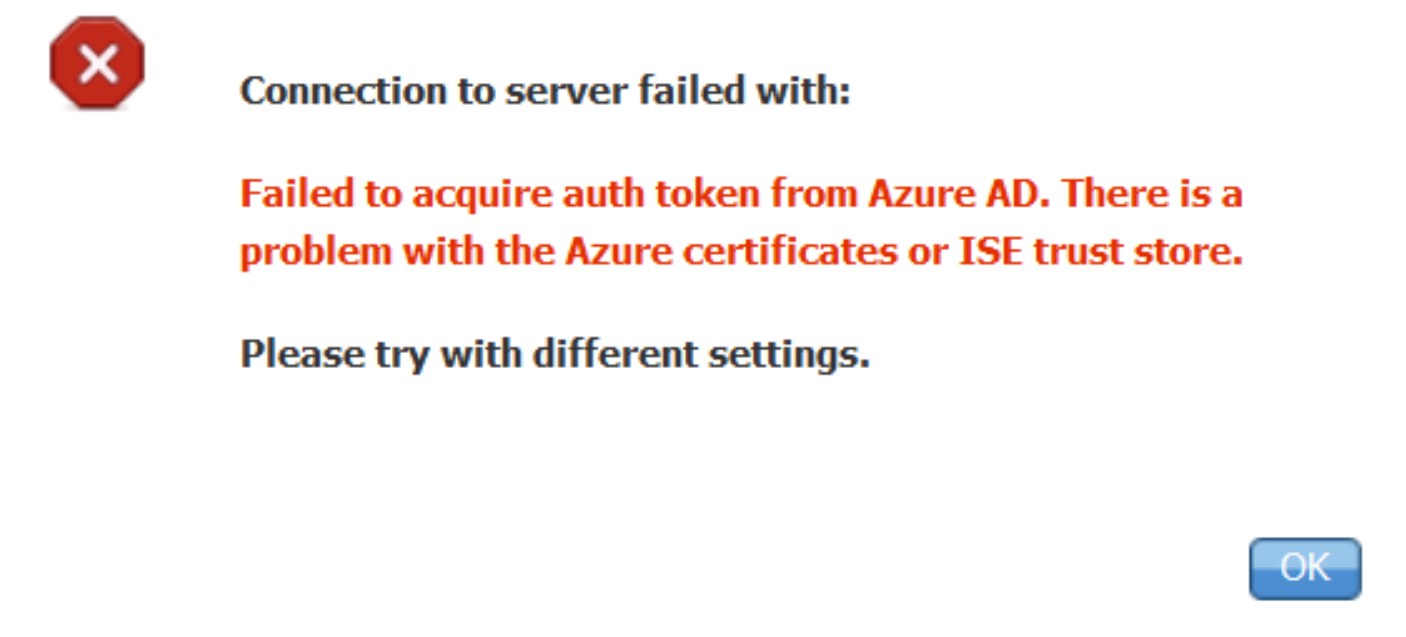 Connection to server failed with:
Failed to acquire auth token from Azure AD. There is a
problem with the Azure certificates or ISE trust store.
Please try with different settings.
OK